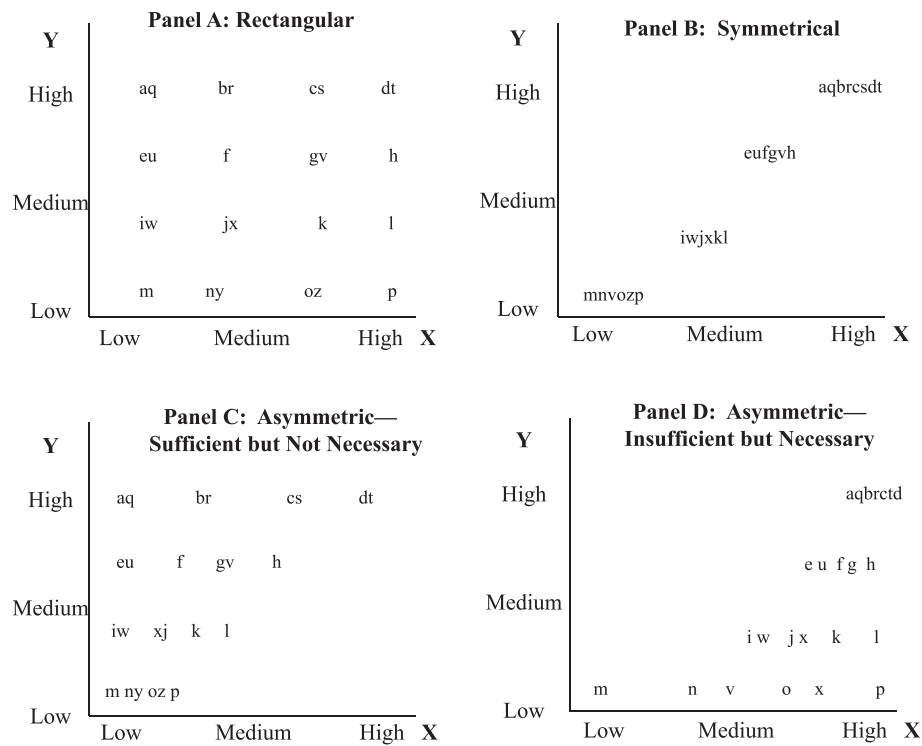 Panel A: Rectangular
Y
High
aq br cs dt
eu f gv h
Medium
iw jx k l
m ny oz p
Low
Low Medium High X
Panel B: Symmetrical
Y
High
aqbrcsdt
eufgvh
Medium
iwjxkl
mnvozp
Low
Low Medium High X
Panel C: Asymmetric—
Sufficient but Not Necessary
Y
High
aq br cs dt
eu f gv h
Medium
iw xj k l
m ny oz p
Low
Low Medium High X
Panel D: Asymmetric—
Insufficient but Necessary
Y
High
aqbrctd
e u f g h
Medium
i w j x k l
m n v o x p
Low
Low Medium High X